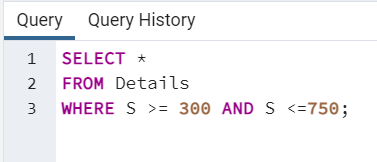 Query Query History
1 SELECT *
2 FROM Details
3 WHERE S >= 300 AND S <=750;